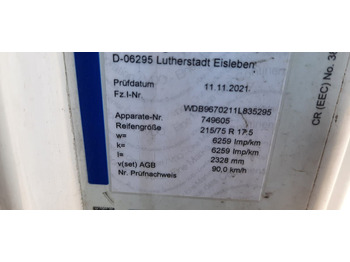 D-06295 Lutherstadt Eisleben
Prüfdatum 11.11.2021
Fz.I-Nr. WDB9670211L835295
Apparate-Nr. 749605
Reifengröße 215/75 R 17.5
w= 6259 Imp/km
k= 6259 Imp/km
l= 2328 mm
v(set) AGB 90,0 km/h
Nr. Prüfnachweis
CR (EEC) No. 38